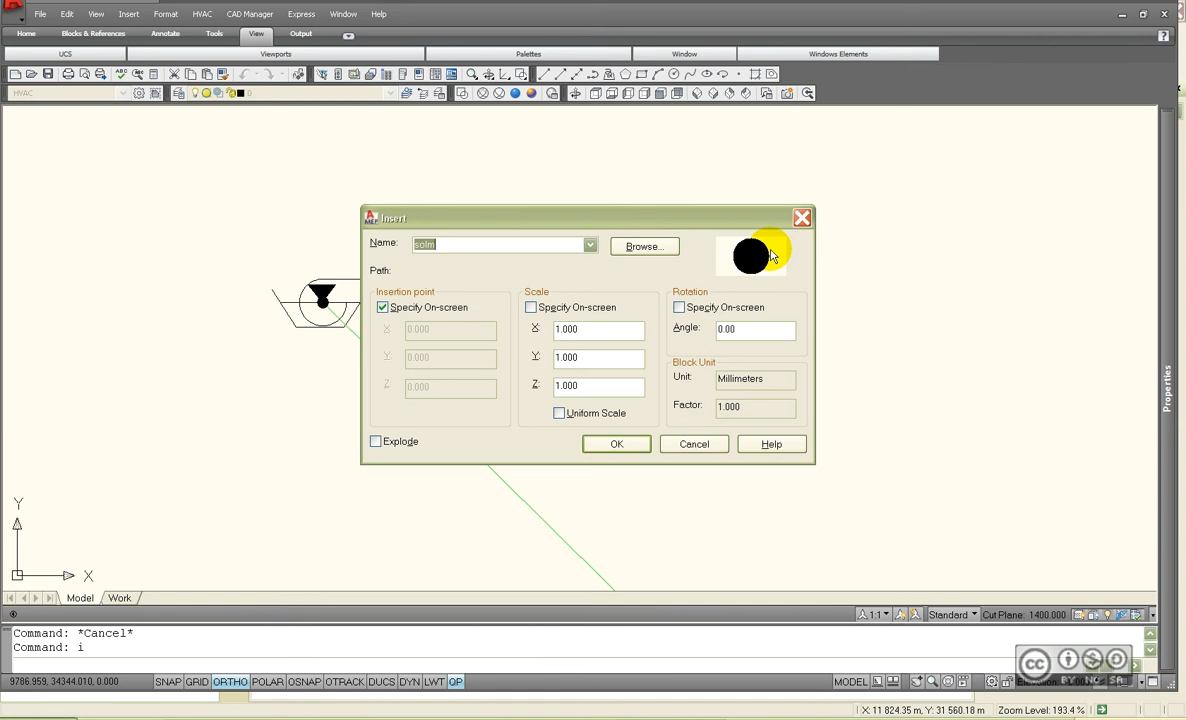 File Edit View Insert Format HVAC CAD Manager Express Window Help
Home Blocks & References Annotate Tools View Output
UCS Viewports Palettes Window Windows Elements
HVAC 0
Insert
Name: solm Browse...
Path:
Insertion point Scale Rotation
Specify On-screen Specify On-screen Specify On-screen
X: 0.000 X: 1.000 Angle: 0.00
Y: 0.000 Y: 1.000
Block Unit
Unit: Millimeters
Z: 0.000 Z: 1.000
Factor: 1.000
Uniform Scale
Explode OK Cancel Help
Properties
Y
X
Model Work
1:1 Standard Cut Plane: 1400.000
Command: *Cancel*
Command: i
9786.959, 34344.010, 0.000 SNAP GRID ORTHO POLAR OSNAP OTRACK DUCS DYN LWT QP MODEL
cc BY NC SA
X: 11 824.35 m, Y: 31 560.18 m Zoom Level: 193.4 %